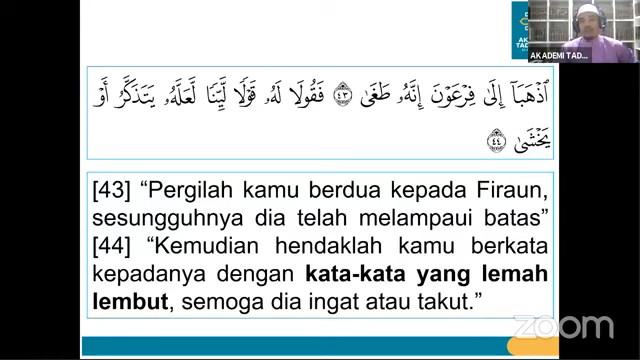 ٱذۡهَبَآ إِلَىٰ فِرۡعَوۡنَ إِنَّهُۥ طَغَىٰ ٤٣ فَقُولَا لَهُۥ قَوۡلٗا لَّيِّنٗا لَّعَلَّهُۥ يَتَذَكَّرُ أَوۡ
يَخۡشَىٰ ٤٤
[43] “Pergilah kamu berdua kepada Firaun,
sesungguhnya dia telah melampaui batas”
[44] “Kemudian hendaklah kamu berkata
kepadanya dengan kata-kata yang lemah
lembut, semoga dia ingat atau takut.”
AKADEMI TAD...
zoom